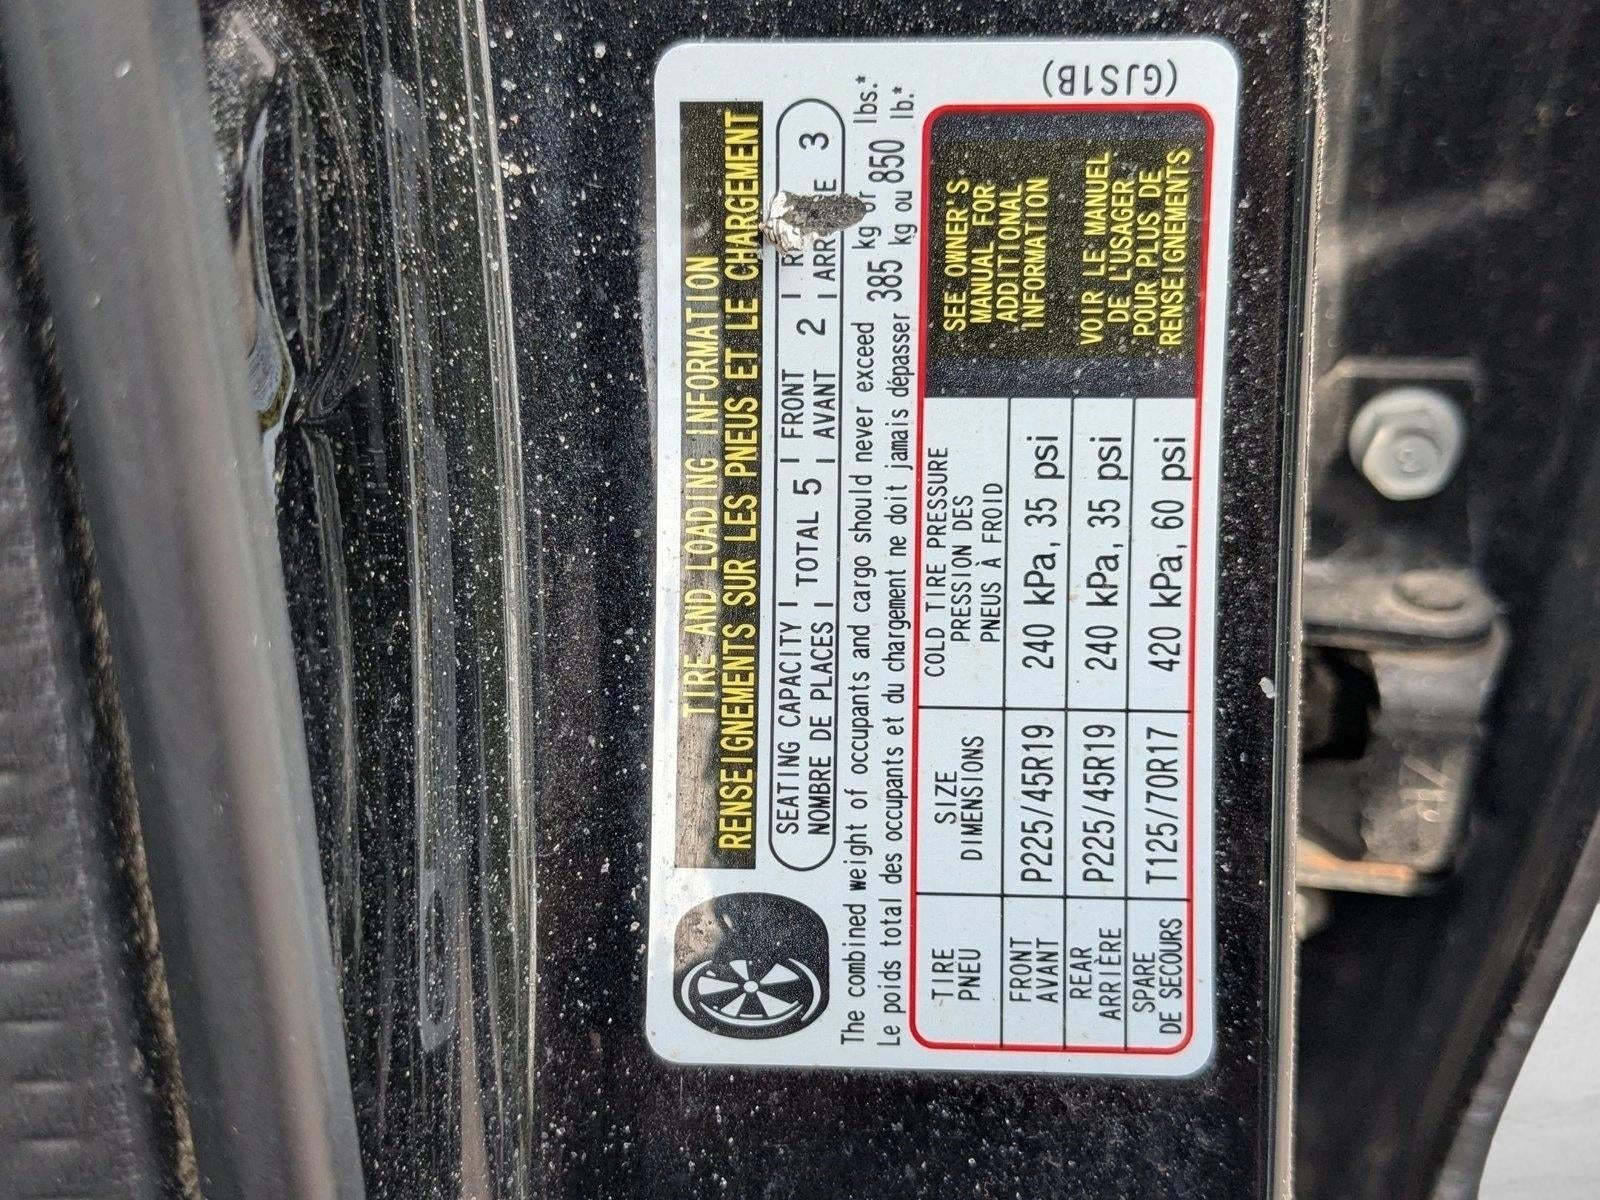 (GJS1B)
TIRE AND LOADING INFORMATION
RENSEIGNEMENTS SUR LES PNEUS ET LE CHARGEMENT
SEATING CAPACITY | TOTAL 5 | FRONT 2 | 3
NOMBRE DE PLACES | AVANT
The combined weight of occupants and cargo should never exceed 385 kg or 850 lbs.*
Le poids total des occupants et du chargement ne doit jamais dépasser 385 kg ou 850 lb.*
TIRE SIZE COLD TIRE PRESSURE
PNEU DIMENSIONS PRESSION DES
PNEUS À FROID
FRONT P225/45R19 240 kPa, 35 psi
AVANT
REAR P225/45R19 240 kPa, 35 psi
ARRIÈRE
SPARE T125/70R17 420 kPa, 60 psi
DE SECOURS
SEE OWNER'S
MANUAL FOR
ADDITIONAL
INFORMATION
VOIR LE MANUEL
DE L'USAGER
POUR PLUS DE
RENSEIGNEMENTS